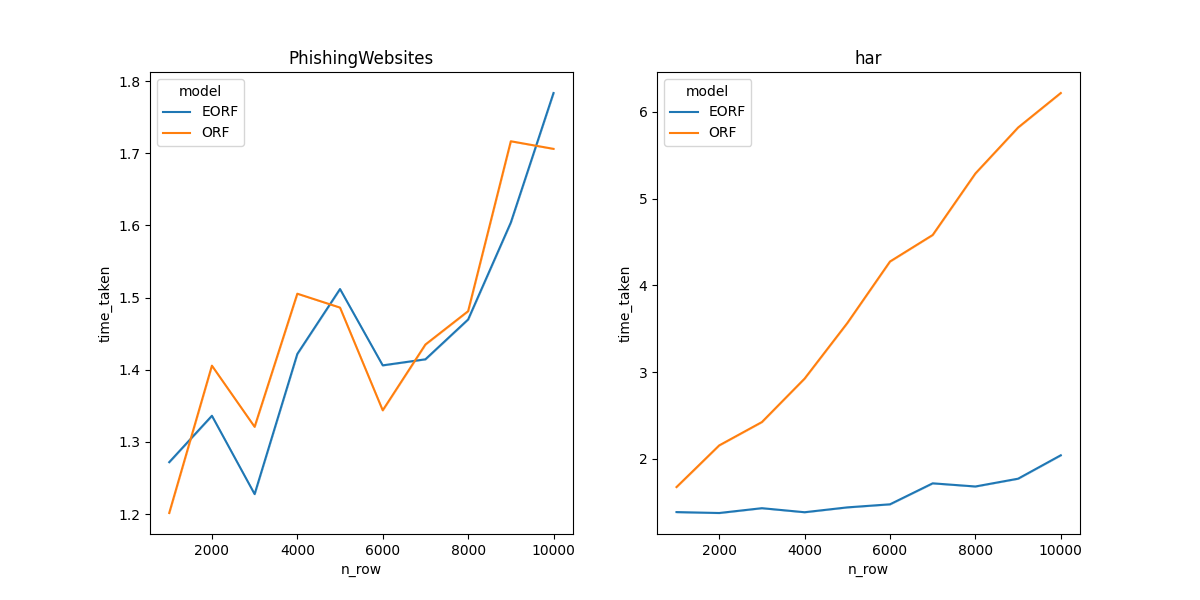 PhishingWebsites
model
EORF
ORF
1.8
1.7
1.6
1.5
1.4
1.3
1.2
time_taken
2000 4000 6000 8000 10000
n_row
har
model
EORF
ORF
6
5
4
3
2
time_taken
2000 4000 6000 8000 10000
n_row